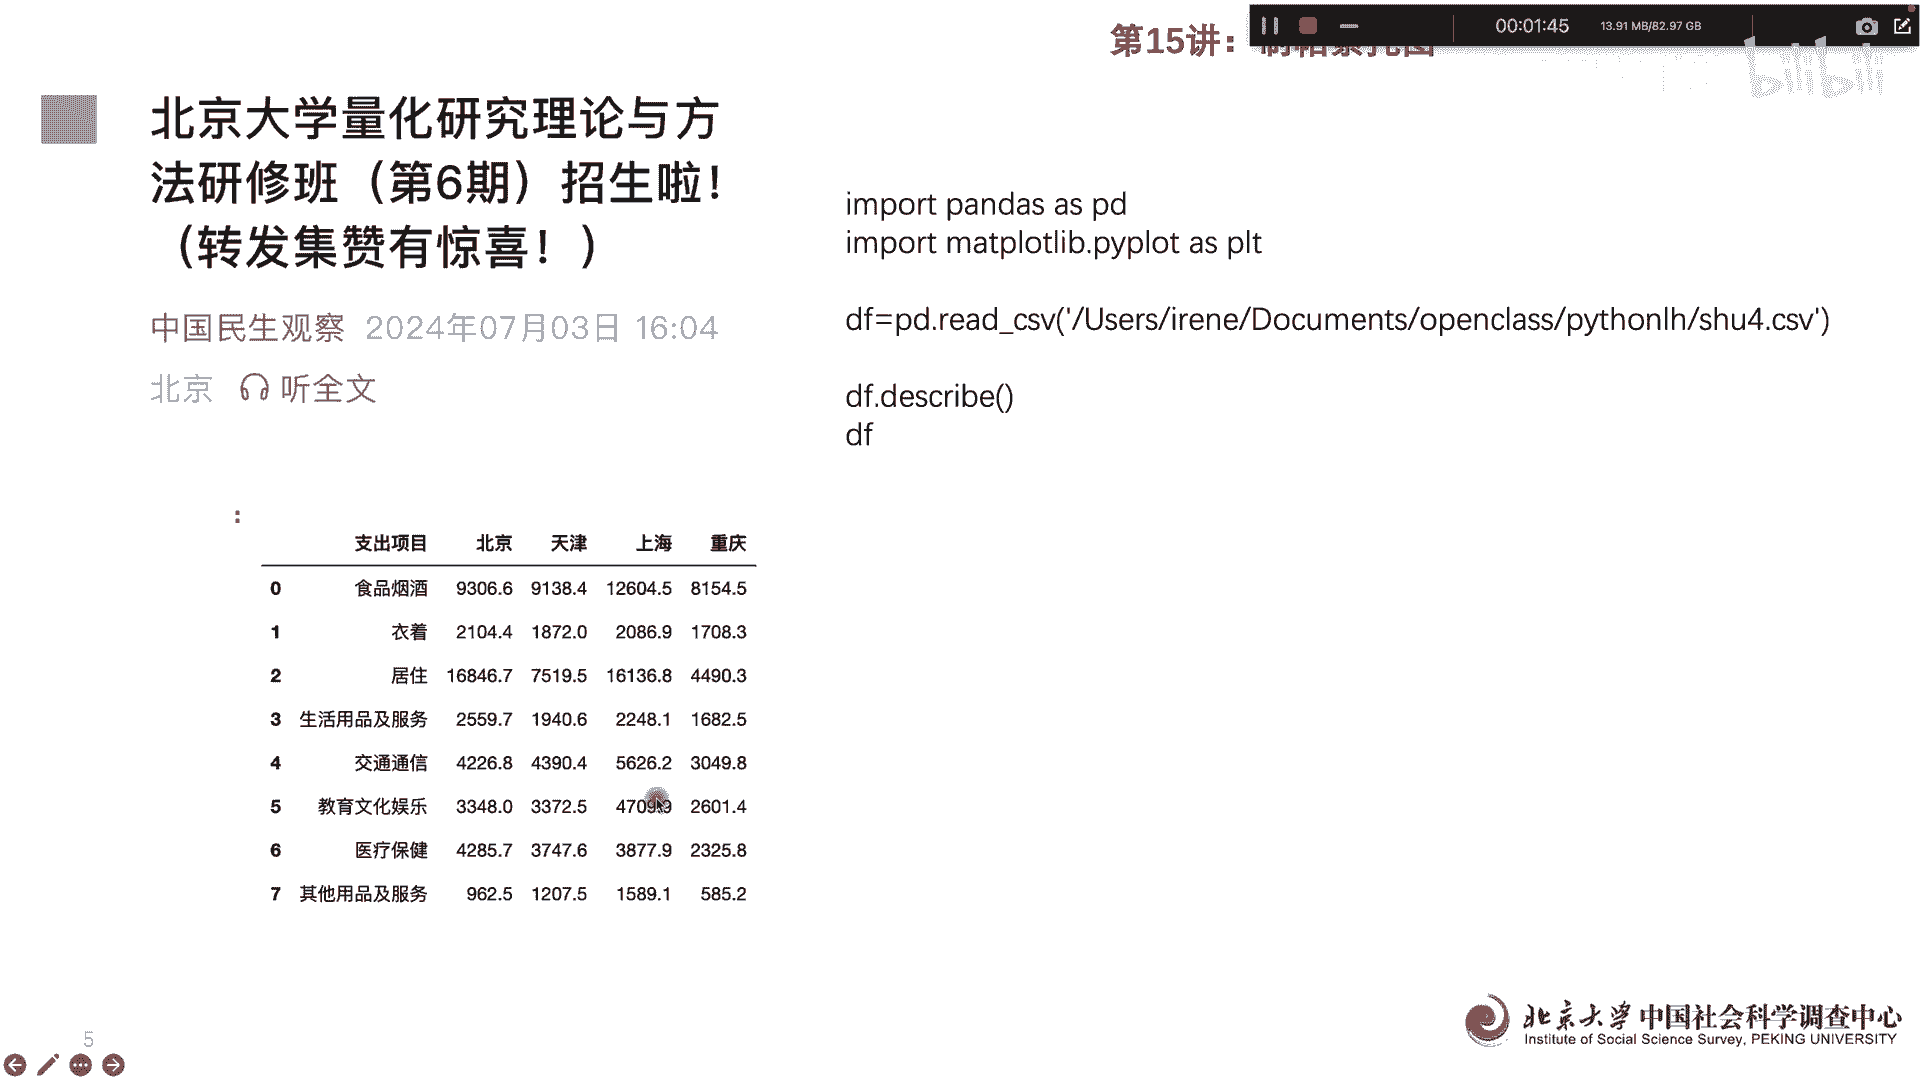 第15讲：
00:01:45
13.91 MB/82.97 GB
bilibili
北京大学量化研究理论与方
法研修班（第6期）招生啦！
（转发集赞有惊喜！）
中国民生观察 2024年07月03日 16:04
北京 听全文
import pandas as pd
import matplotlib.pyplot as plt
df=pd.read_csv('/Users/irene/Documents/openclass/pythonlh/shu4.csv')
df.describe()
df
:
支出项目 北京 天津 上海 重庆
0 食品烟酒 9306.6 9138.4 12604.5 8154.5
1 衣着 2104.4 1872.0 2086.9 1708.3
2 居住 16846.7 7519.5 16136.8 4490.3
3 生活用品及服务 2559.7 1940.6 2248.1 1682.5
4 交通通信 4226.8 4390.4 5626.2 3049.8
5 教育文化娱乐 3348.0 3372.5 4709.9 2601.4
6 医疗保健 4285.7 3747.6 3877.9 2325.8
7 其他用品及服务 962.5 1207.5 1589.1 585.2
5
北京大学中国社会科学调查中心
Institute of Social Science Survey, PEKING UNIVERSITY